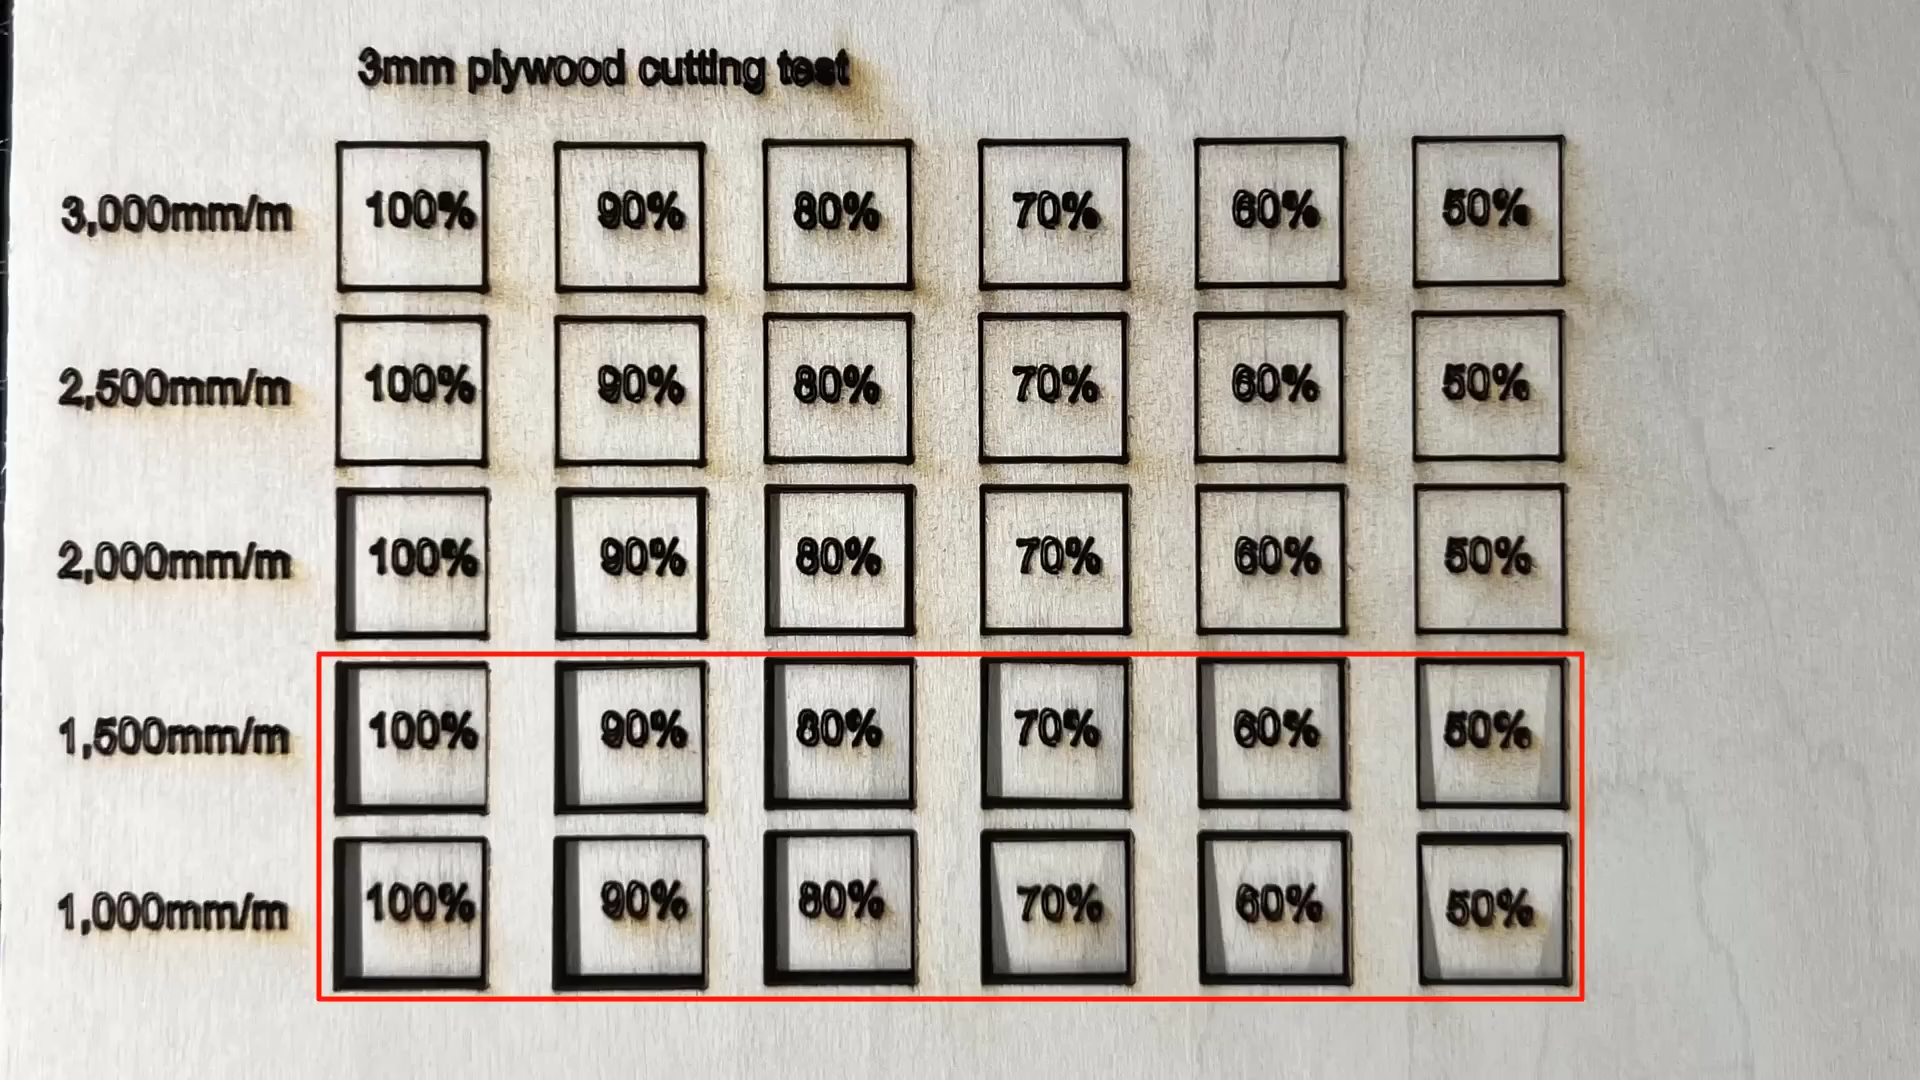 3mm plywood cutting test
3,000mm/m 100% 90% 80% 70% 60% 50%
2,500mm/m 100% 90% 80% 70% 60% 50%
2,000mm/m 100% 90% 80% 70% 60% 50%
1,500mm/m 100% 90% 80% 70% 60% 50%
1,000mm/m 100% 90% 80% 70% 60% 50%